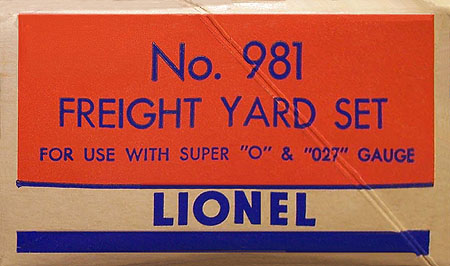 No. 981
FREIGHT YARD SET
FOR USE WITH SUPER "O" & "027" GAUGE
LIONEL